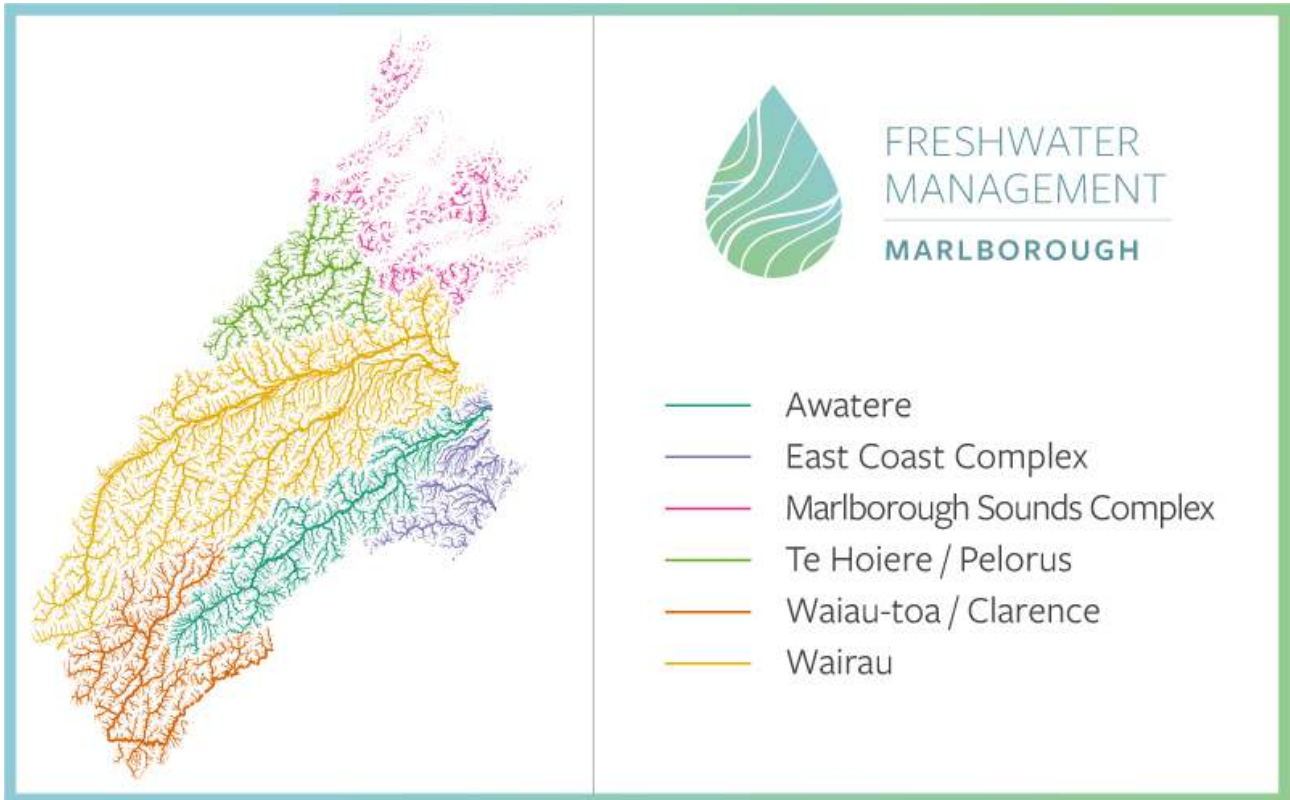 FRESHWATER
MANAGEMENT
MARLBOROUGH
Awatere
East Coast Complex
Marlborough Sounds Complex
Te Hoiere / Pelorus
Waiau-toa / Clarence
Wairau